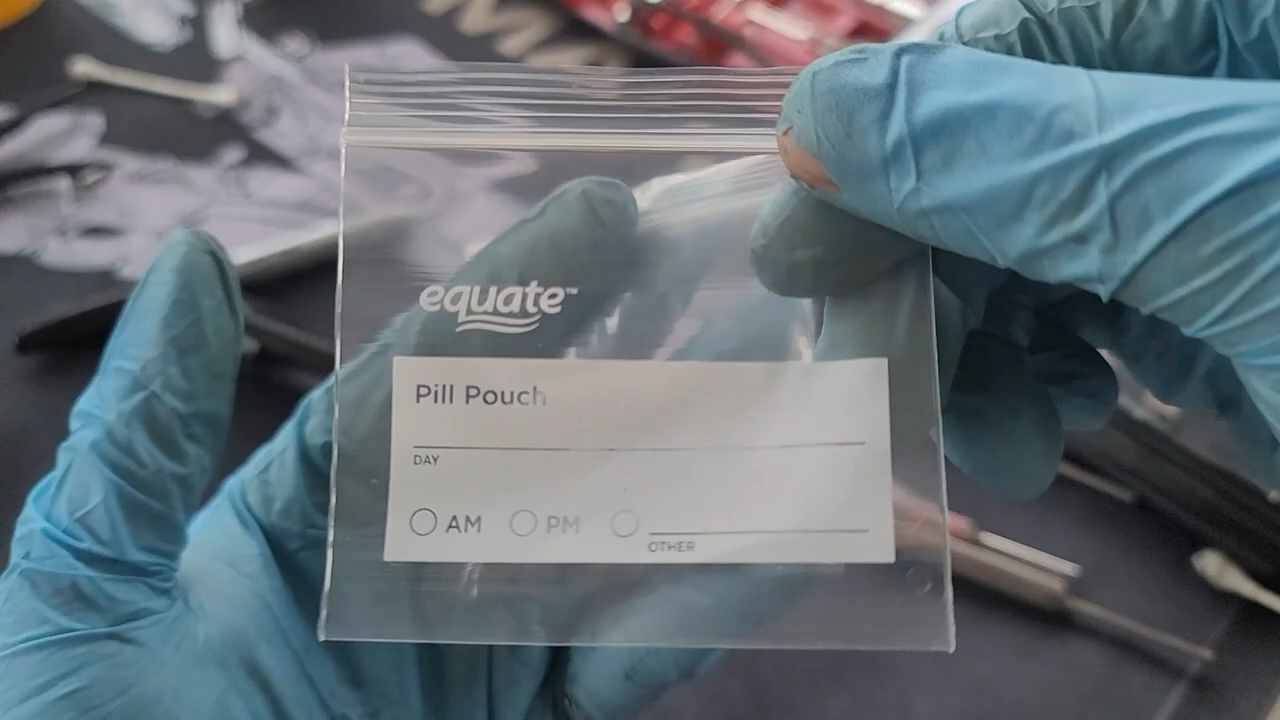 equate™
Pill Pouch
DAY
AM PM
OTHER